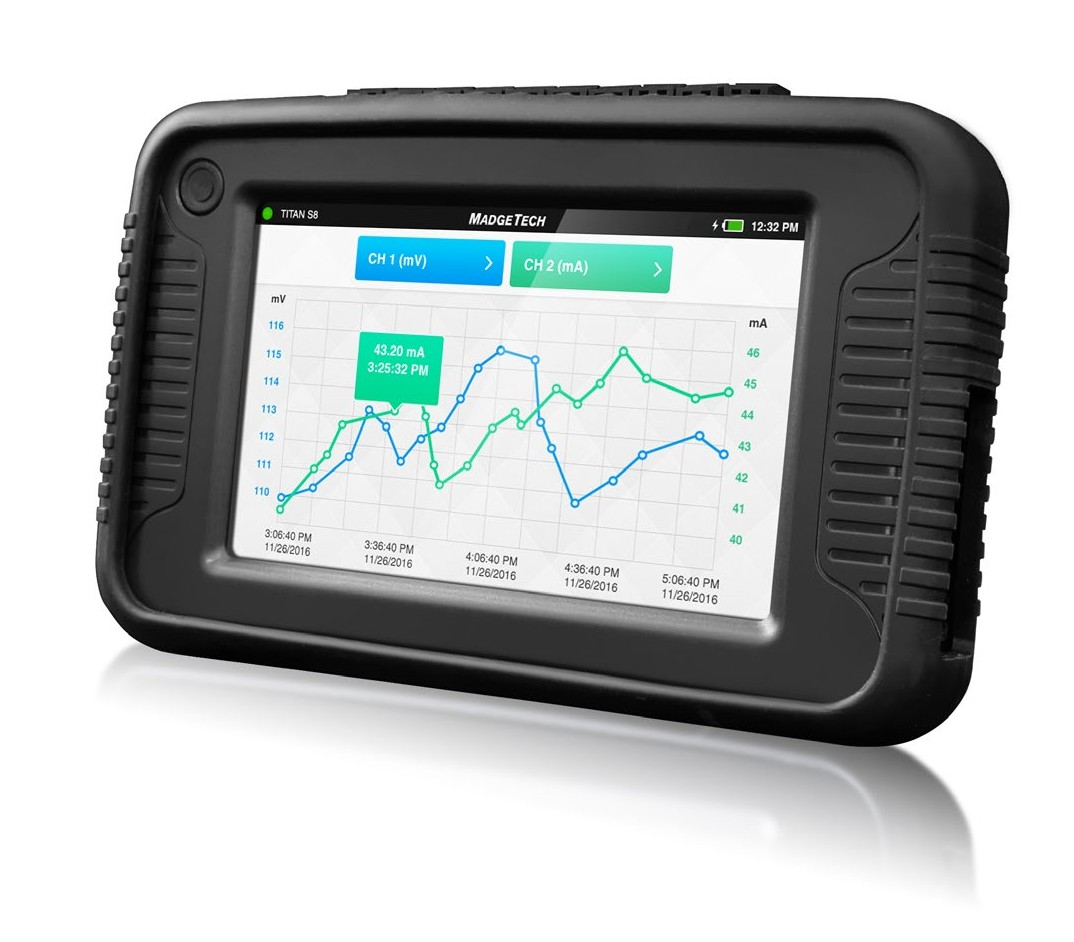 TITAN S8
MADGETECH
12:32 PM
CH 1 (mV)
CH 2 (mA)
mV
mA
116
115
114
113
112
111
110
43.20 mA
3:25:32 PM
46
45
44
43
42
41
40
3:06:40 PM
11/26/2016
3:36:40 PM
11/26/2016
4:06:40 PM
11/26/2016
4:36:40 PM
11/26/2016
5:06:40 PM
11/26/2016